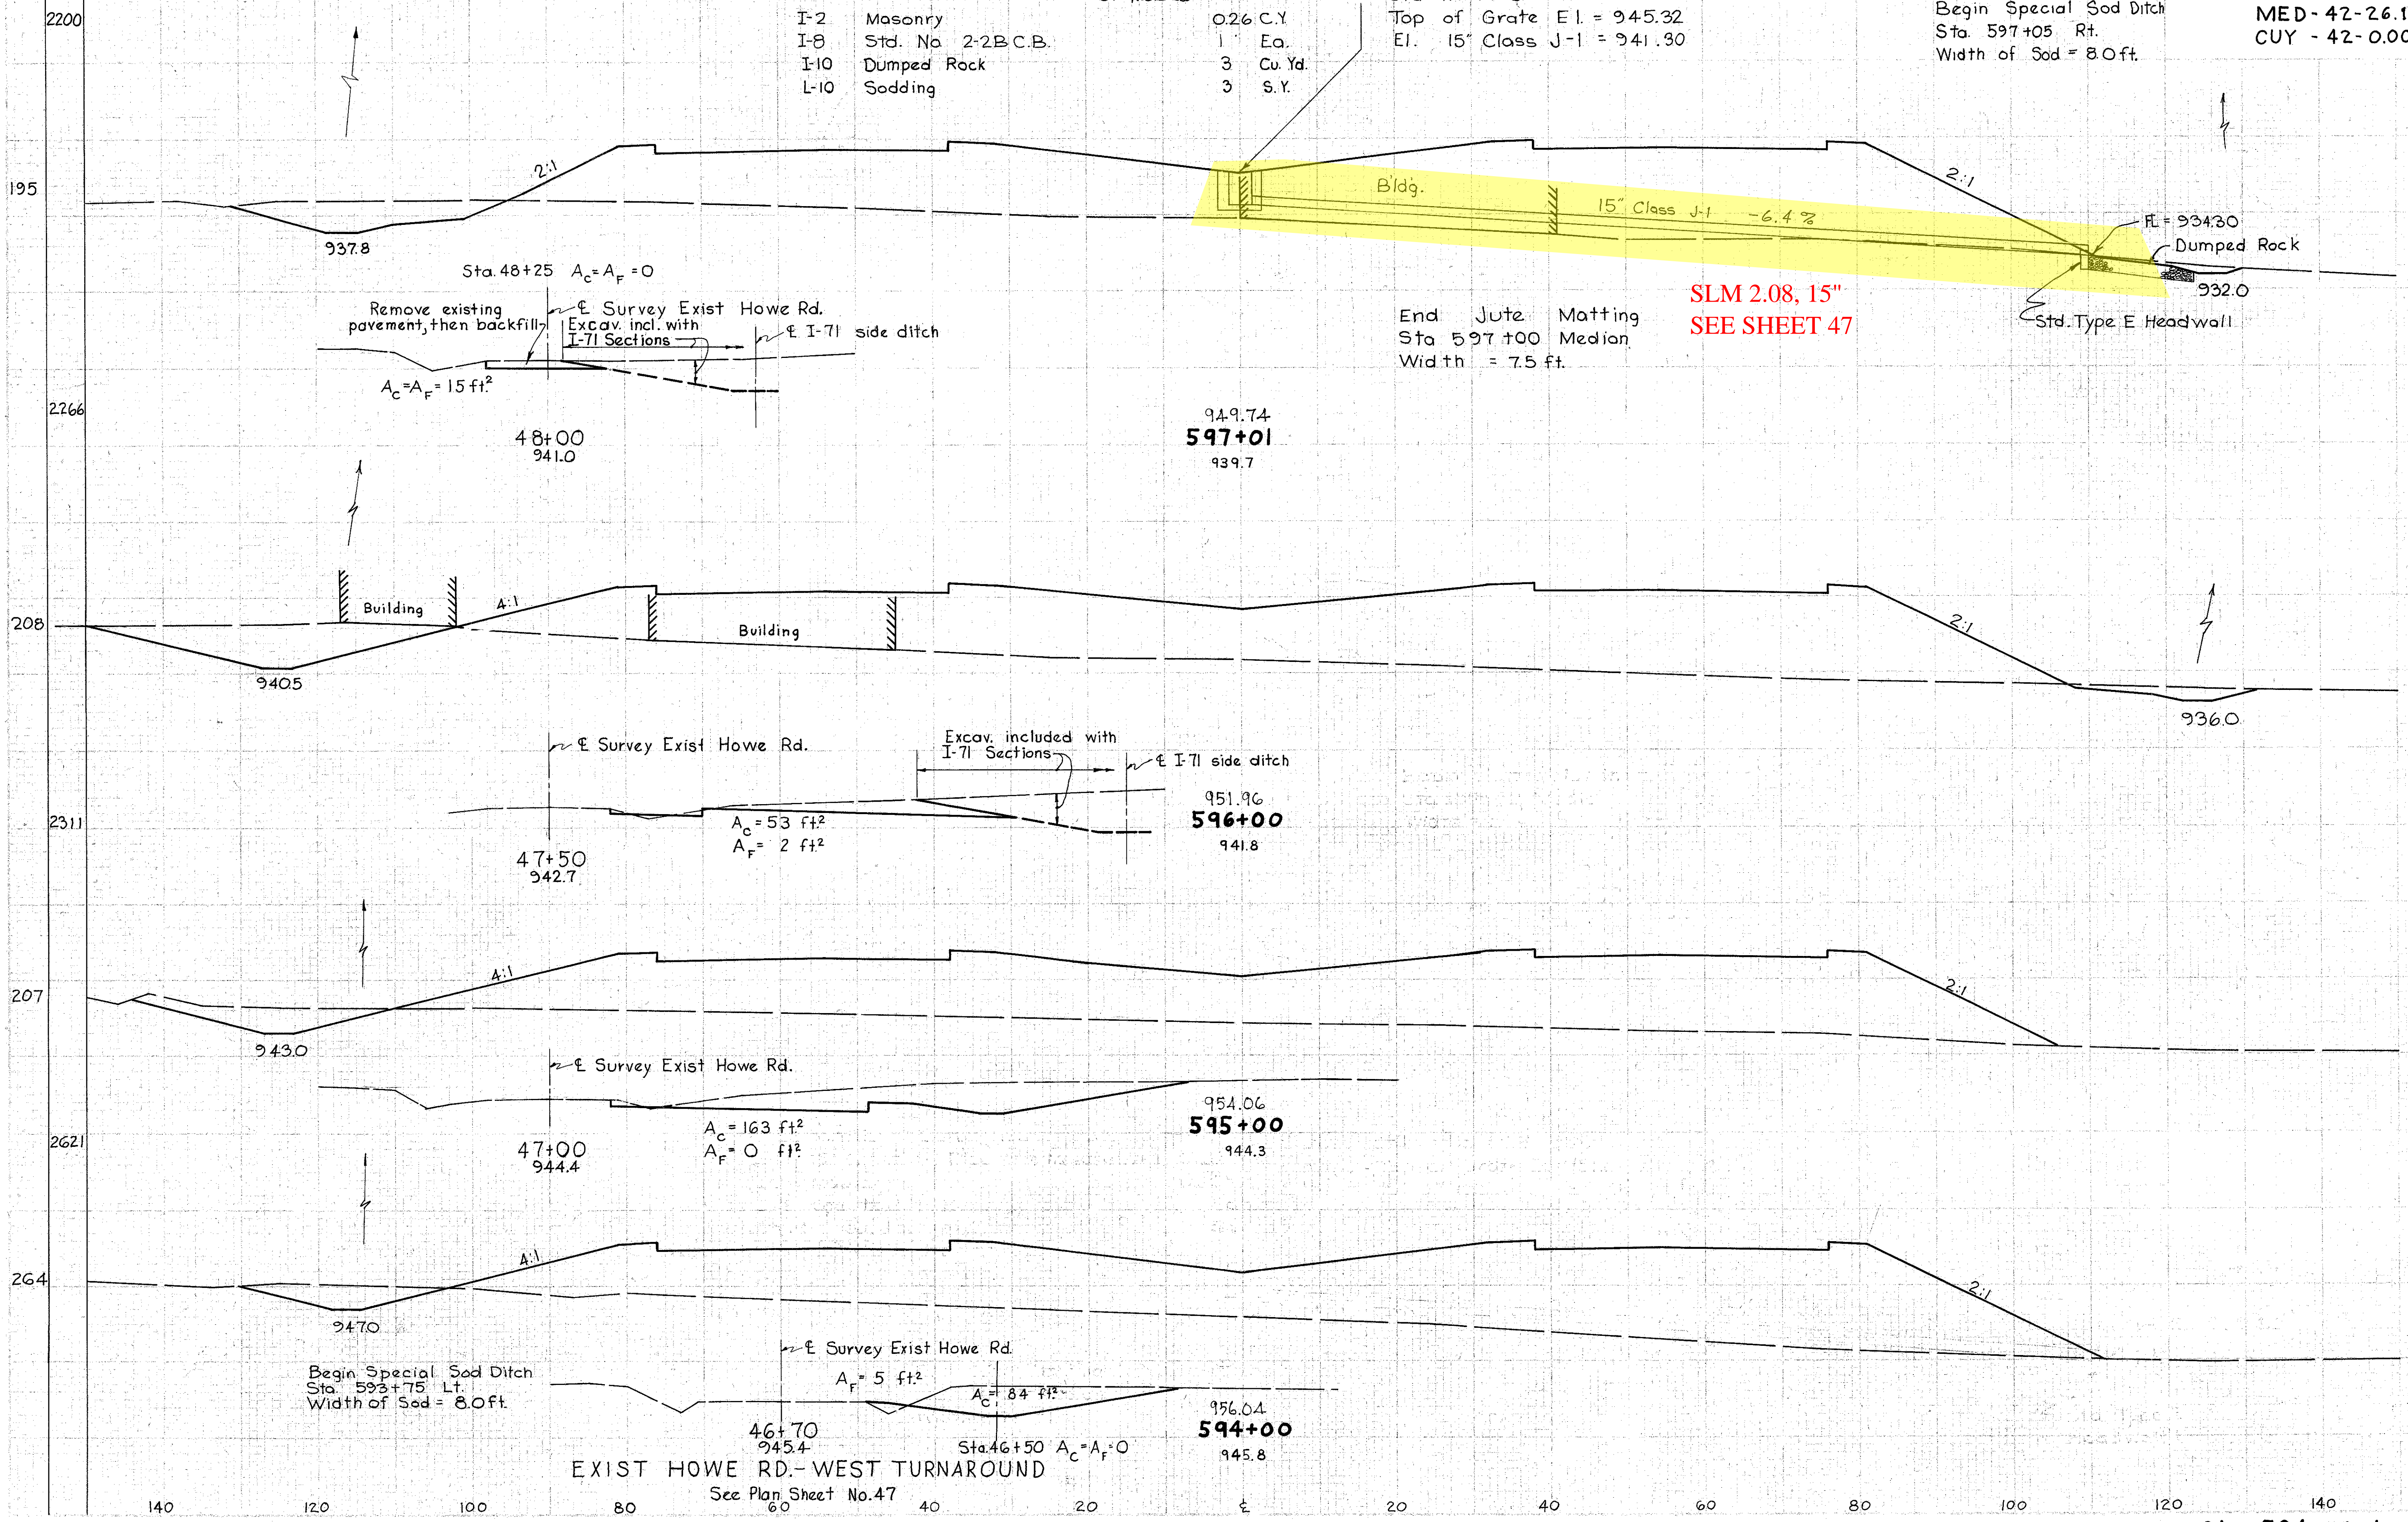 2200
I-2 Masonry 0.26 C.Y.
I-8 Std. No 2-2B C.B. 1 Ea.
I-10 Dumped Rock 3 Cu. Yd.
L-10 Sodding 3 S.Y.
Top of Grate El. = 945.32
El. 15" Class J-1 = 941.30
Begin Special Sod Ditch
Sta. 597+05 Rt.
Width of Sod = 8.0 ft.
MED-42-26.1
CUY - 42-0.00
195
2:1
Bldg.
15" Class J-1 -6.4 %
2:1
FL = 934.30
Dumped Rock
932.0
Std. Type E Headwall
937.8
Sta. 48+25 Ac=AF=0
Remove existing
pavement, then backfill
℄ Survey Exist Howe Rd.
Excav. incl. with
I-71 Sections
℄ I-71 side ditch
Ac=AF=15 ft.²
End Jute Matting
Sta 597+00 Median
Width = 7.5 ft.
SLM 2.08, 15"
SEE SHEET 47
2266
48+00
941.0
949.74
597+01
939.7
Building
4:1
Building
2:1
208
940.5
936.0
℄ Survey Exist Howe Rd.
Excav. included with
I-71 Sections
℄ I-71 side ditch
2311
Ac=53 ft.²
AF= 2 ft.²
47+50
942.7
951.96
596+00
941.8
4:1
2:1
207
943.0
℄ Survey Exist Howe Rd.
2621
Ac=163 ft.²
AF= 0 ft.²
47+00
944.4
954.06
595+00
944.3
4:1
2:1
264
947.0
Begin Special Sod Ditch
Sta. 593+75 Lt.
Width of Sod = 8.0 ft.
℄ Survey Exist Howe Rd.
AF= 5 ft.²
Ac= 84 ft.²
46+70
945.4
Sta.46+50 Ac=AF=0
956.04
594+00
945.8
EXIST HOWE RD.-WEST TURNAROUND
See Plan Sheet No.47
140 120 100 80 60 40 20 ℄ 20 40 60 80 100 120 140